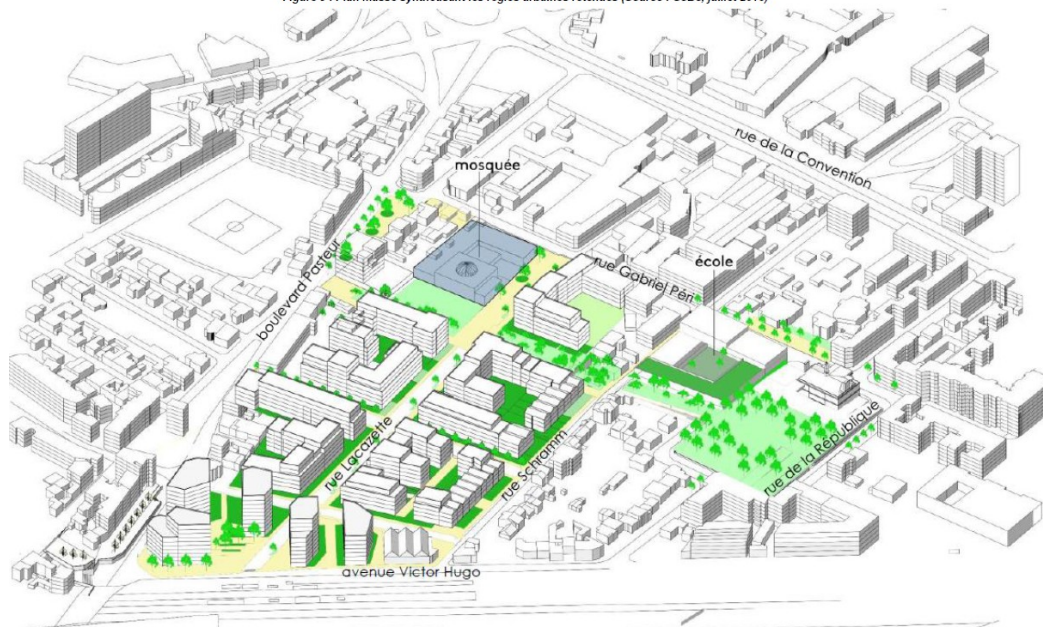 rue de la Convention
mosquée
école
rue Gabriel Péri
boulevard Pasteur
rue Lacazette
rue Schramm
rue de la République
avenue Victor Hugo